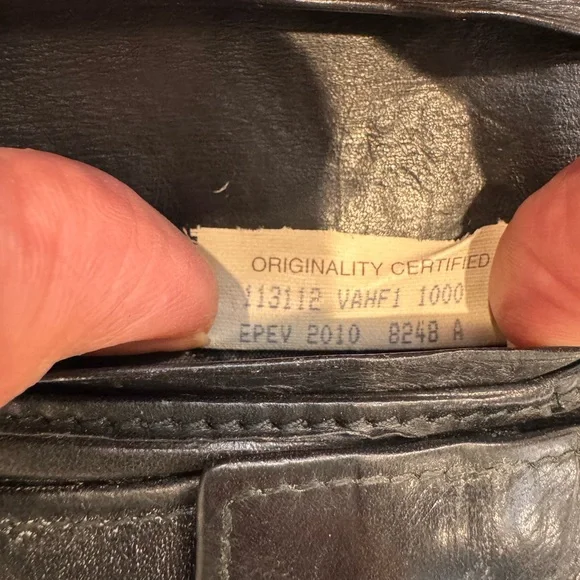 ORIGINALITY CERTIFIED
113112 VAHF1 1000
EPEV 2010 8248 A